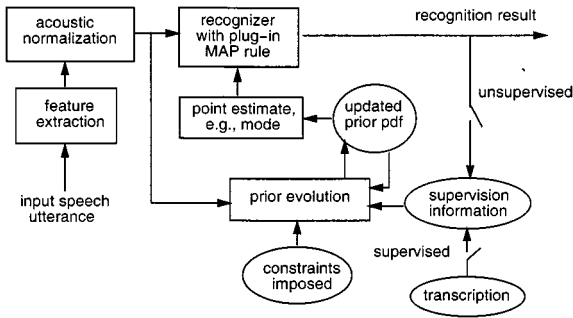 acoustic
normalization
recognizer
with plug-in
MAP rule
recognition result
feature
extraction
point estimate,
e.g., mode
updated
prior pdf
unsupervised
input speech
utterance
prior evolution
supervision
information
constraints
imposed
supervised
transcription